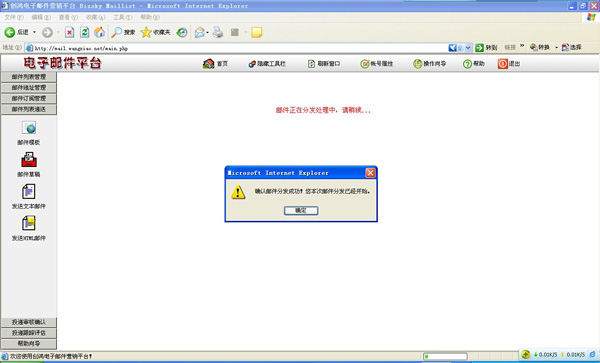 创鸿电子邮件营销平台 Bizsky Maillist - Microsoft Internet Explorer
文件(F) 编辑(E) 查看(V) 收藏(A) 工具(T) 帮助(H)
后退 搜索 收藏夹
地址(D) http://mail.wangxiao.net/main.php 转到 链接 » 转换 选择
电子邮件平台 首页 隐藏工具栏 刷新窗口 帐号属性 操作向导 帮助 退出
邮件列表管理
邮件地址管理
邮件订阅管理
邮件列表递送
邮件正在分发处理中，请稍候...
邮件模板
邮件草稿
发送文本邮件
发送HTML邮件
Microsoft Internet Explorer
确认邮件分发成功！您本次邮件分发已经开始。
确定
投递审核确认
投递跟踪评估
帮助向导
欢迎使用创鸿电子邮件营销平台！
0.01K/S 0.01K/S